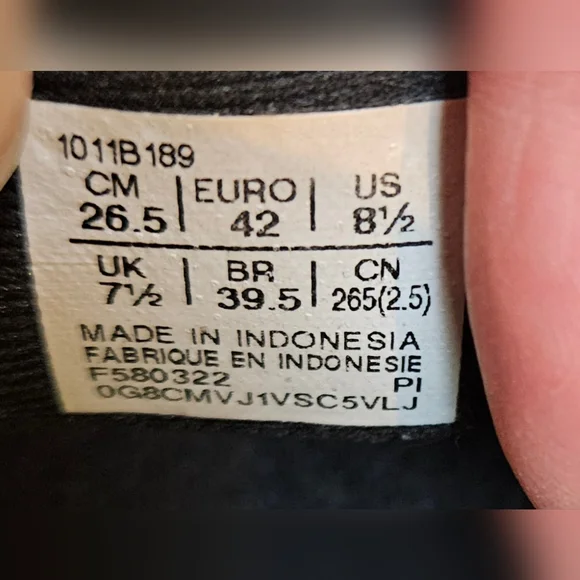 1011B189
CM | EURO | US
26.5 | 42 | 8½
UK | BR | CN
7½ | 39.5 | 265(2.5)
MADE IN INDONESIA
FABRIQUE EN INDONESIE
F580322 PI
0G8CMVJ1VSC5VLJ